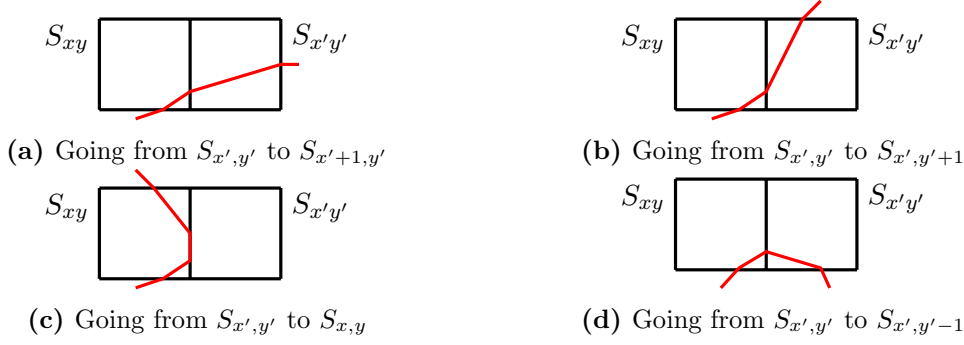 S_{xy} S_{x'y'} S_{xy} S_{x'y'}
(a) Going from S_{x',y'} to S_{x'+1,y'} (b) Going from S_{x',y'} to S_{x',y'+1}
S_{xy} S_{x'y'} S_{xy} S_{x'y'}
(c) Going from S_{x',y'} to S_{x,y} (d) Going from S_{x',y'} to S_{x',y'-1}